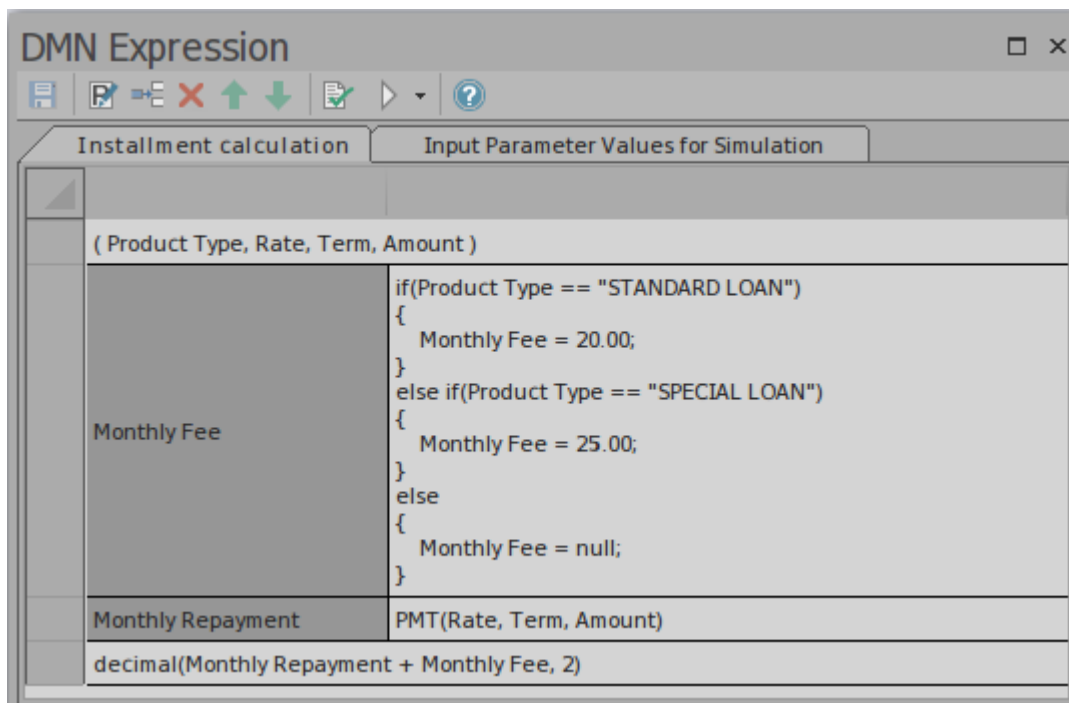 DMN Expression
Installment calculation
Input Parameter Values for Simulation
( Product Type, Rate, Term, Amount )
Monthly Fee
if(Product Type == "STANDARD LOAN")
{
Monthly Fee = 20.00;
}
else if(Product Type == "SPECIAL LOAN")
{
Monthly Fee = 25.00;
}
else
{
Monthly Fee = null;
}
Monthly Repayment
PMT(Rate, Term, Amount)
decimal(Monthly Repayment + Monthly Fee, 2)